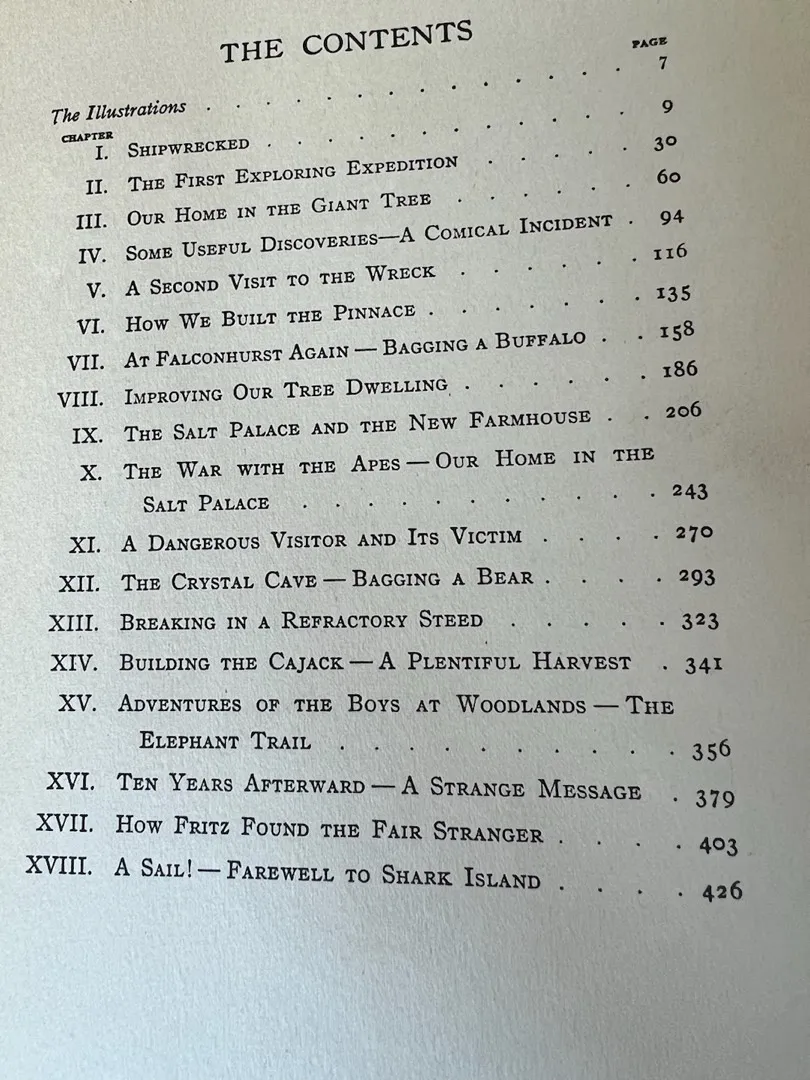 THE CONTENTS
PAGE
The Illustrations . . . . . . . . . . . . 7
CHAPTER
I. SHIPWRECKED . . . . . . . . . . 9
II. THE FIRST EXPLORING EXPEDITION . . . . 30
III. OUR HOME IN THE GIANT TREE . . . . . 60
IV. SOME USEFUL DISCOVERIES—A COMICAL INCIDENT . 94
V. A SECOND VISIT TO THE WRECK . . . . . 116
VI. HOW WE BUILT THE PINNACE . . . . . . 135
VII. AT FALCONHURST AGAIN — BAGGING A BUFFALO . . 158
VIII. IMPROVING OUR TREE DWELLING . . . . . 186
IX. THE SALT PALACE AND THE NEW FARMHOUSE . . 206
X. THE WAR WITH THE APES — OUR HOME IN THE
SALT PALACE . . . . . . . . . . 243
XI. A DANGEROUS VISITOR AND ITS VICTIM . . . . 270
XII. THE CRYSTAL CAVE — BAGGING A BEAR . . . . 293
XIII. BREAKING IN A REFRACTORY STEED . . . . . 323
XIV. BUILDING THE CAJACK — A PLENTIFUL HARVEST . 341
XV. ADVENTURES OF THE BOYS AT WOODLANDS — THE
ELEPHANT TRAIL . . . . . . . . . . 356
XVI. TEN YEARS AFTERWARD — A STRANGE MESSAGE . 379
XVII. HOW FRITZ FOUND THE FAIR STRANGER . . . . 403
XVIII. A SAIL! — FAREWELL TO SHARK ISLAND . . . . 426